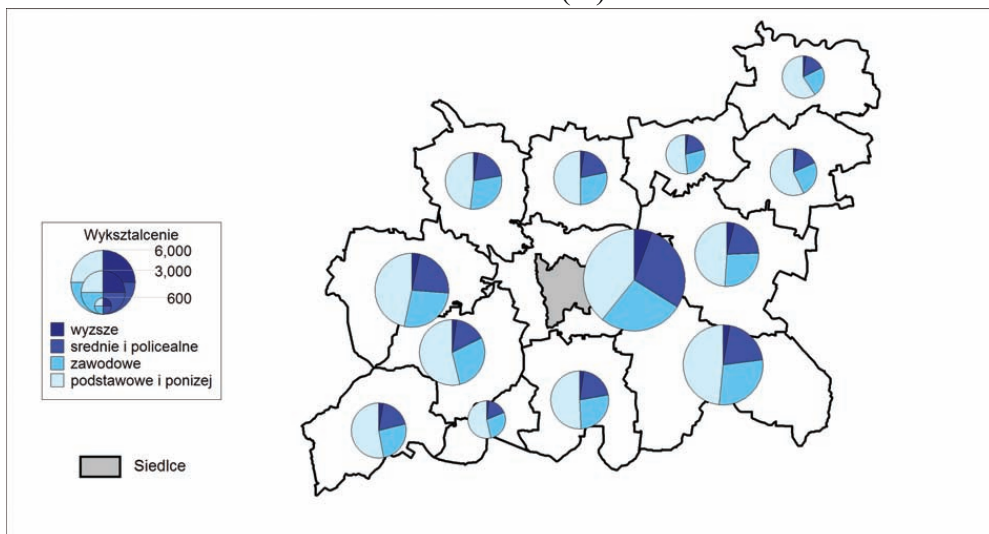 Wyksztalcenie
6,000
3,000
600
wyzsze
srednie i policealne
zawodowe
podstawowe i ponizej
Siedlce